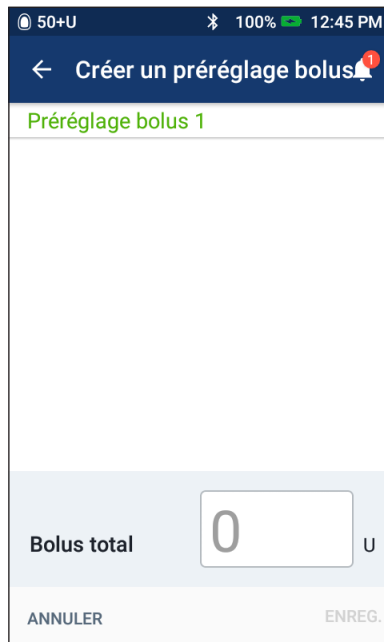 50+U 100% 12:45 PM
Créer un préréglage bolus 1
Préréglage bolus 1
Bolus total 0 U
ANNULER ENREG.